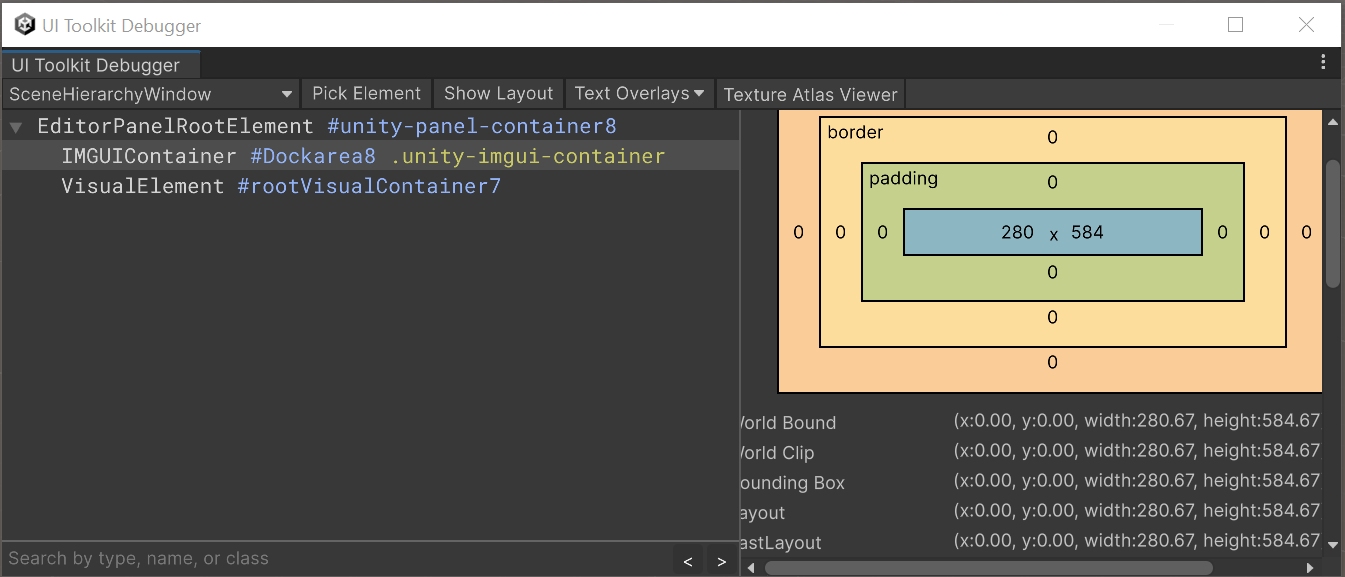 UI Toolkit Debugger
UI Toolkit Debugger
SceneHierarchyWindow Pick Element Show Layout Text Overlays Texture Atlas Viewer
EditorPanelRootElement #unity-panel-container8
IMGUIContainer #Dockarea8 .unity-imgui-container
VisualElement #rootVisualContainer7
border 0
padding 0
0 0 0 280 x 584 0 0 0
0
0
0
orld Bound (x:0.00, y:0.00, width:280.67, height:584.67
orld Clip (x:0.00, y:0.00, width:280.67, height:584.67
ounding Box (x:0.00, y:0.00, width:280.67, height:584.67
ayout (x:0.00, y:0.00, width:280.67, height:584.67
astLayout (x:0.00, y:0.00, width:280.67, height:584.67
Search by type, name, or class < >